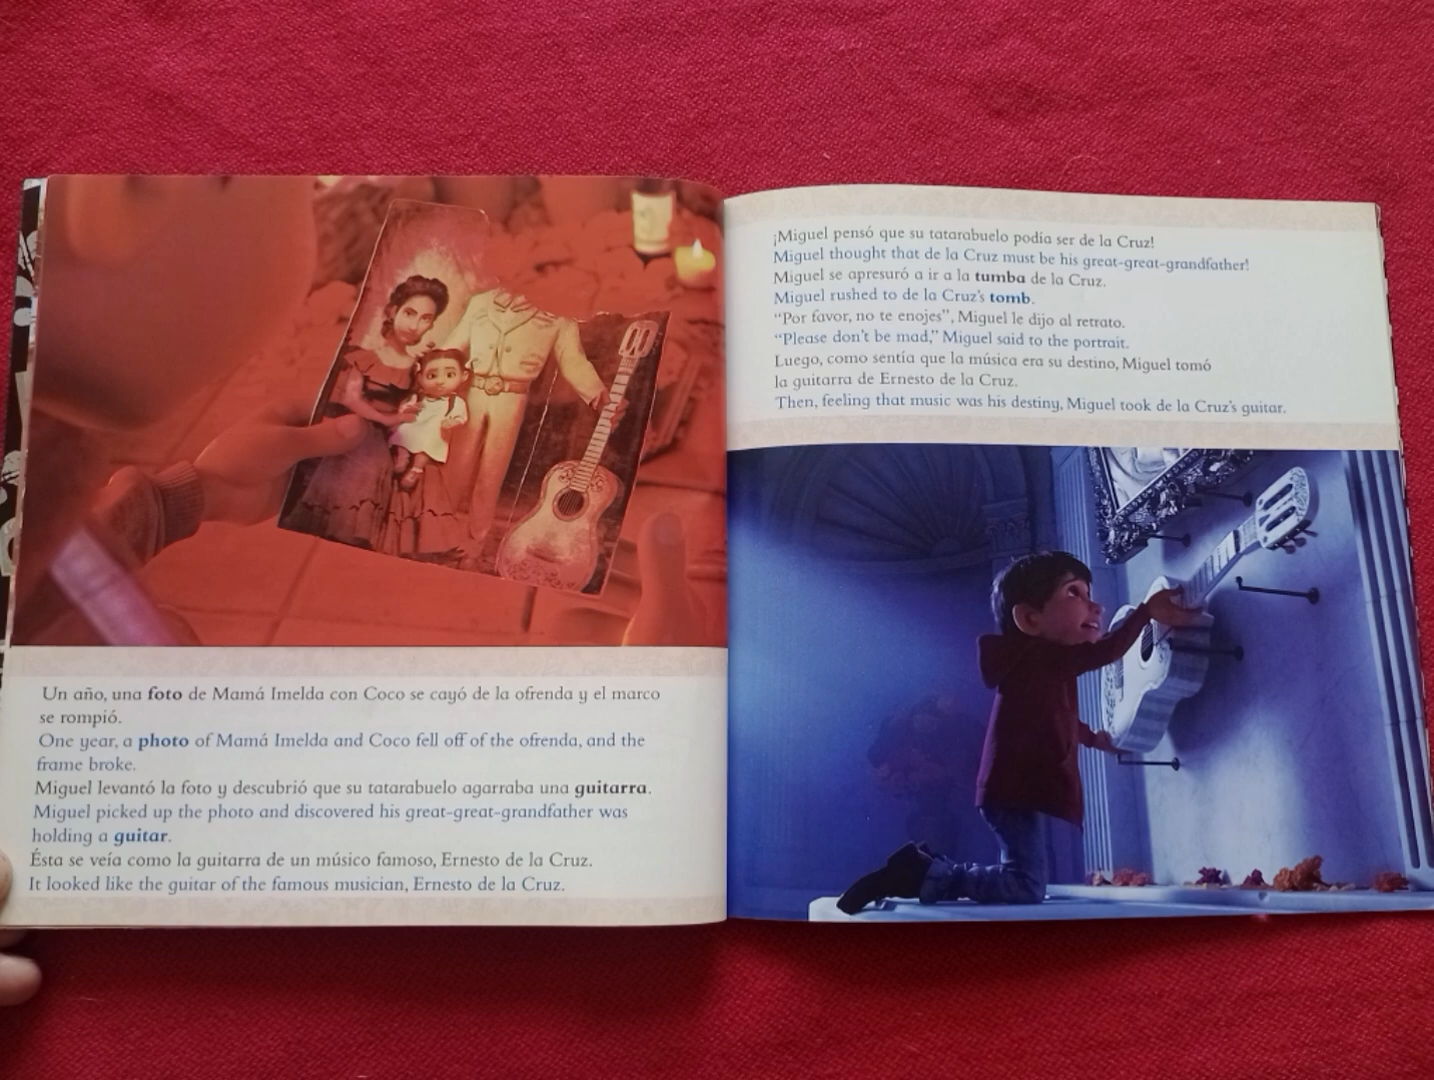 Un año, una foto de Mamá Imelda con Coco se cayó de la ofrenda y el marco
se rompió.
One year, a photo of Mamá Imelda and Coco fell off of the ofrenda, and the
frame broke.
Miguel levantó la foto y descubrió que su tatarabuelo agarraba una guitarra.
Miguel picked up the photo and discovered his great-great-grandfather was
holding a guitar.
Ésta se veía como la guitarra de un músico famoso, Ernesto de la Cruz.
It looked like the guitar of the famous musician, Ernesto de la Cruz.
¡Miguel pensó que su tatarabuelo podía ser de la Cruz!
Miguel thought that de la Cruz must be his great-great-grandfather!
Miguel se apresuró a ir a la tumba de la Cruz.
Miguel rushed to de la Cruz's tomb.
“Por favor, no te enojes”, Miguel le dijo al retrato.
“Please don't be mad,” Miguel said to the portrait.
Luego, como sentía que la música era su destino, Miguel tomó
la guitarra de Ernesto de la Cruz.
Then, feeling that music was his destiny, Miguel took de la Cruz's guitar.